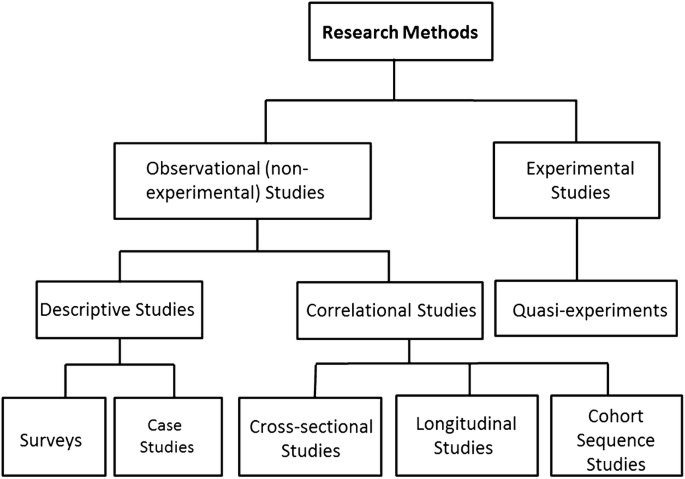 Research Methods
Observational (non-
experimental) Studies
Experimental
Studies
Descriptive Studies
Correlational Studies
Quasi-experiments
Surveys
Case
Studies
Cross-sectional
Studies
Longitudinal
Studies
Cohort
Sequence
Studies